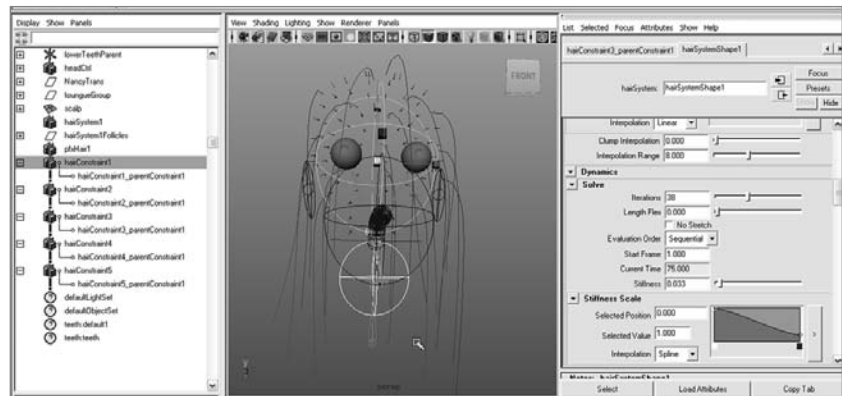 Display Show Panels
lowerTeethParent
headCtrl
NancyTrans
toungueGroup
scalp
hairSystem1
hairSystem1Follicles
pfxHair1
hairConstraint1
hairConstraint1_parentConstraint1
hairConstraint2
hairConstraint2_parentConstraint1
hairConstraint3
hairConstraint3_parentConstraint1
hairConstraint4
hairConstraint4_parentConstraint1
hairConstraint5
hairConstraint5_parentConstraint1
defaultLightSet
defaultObjectSet
teeth:default1
teeth:teeth
View Shading Lighting Show Renderer Panels
FRONT
List Selected Focus Attributes Show Help
hairConstraint3_parentConstraint1 hairSystemShape1
Focus
hairSystem: hairSystemShape1
Presets
Show Hide
Interpolation Linear
Clump Interpolation 0.000
Interpolation Range 8.000
Dynamics
Solve
Iterations 38
Length Flex 0.000
No Stretch
Evaluation Order Sequential
Start Frame 1.000
Current Time 75.000
Stiffness 0.033
Stiffness Scale
Selected Position 0.000
Selected Value 1.000
Interpolation Spline
Notes: hairSystemShape1
Select Load Attributes Copy Tab